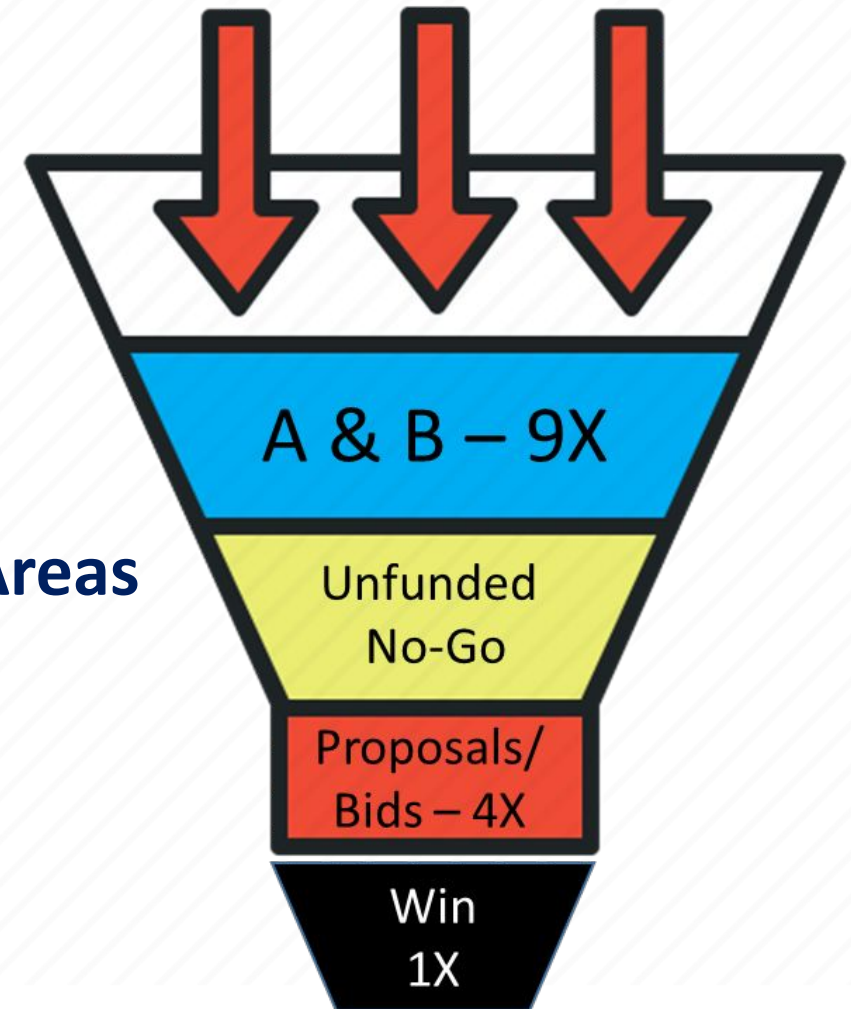 A & B – 9X
Areas
Unfunded
No-Go
Proposals/
Bids – 4X
Win
1X